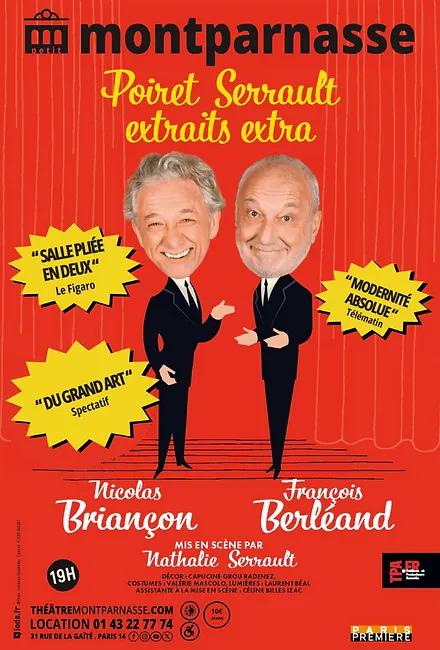 m montparnasse
petit
Poiret Serrault
extraits extra
"SALLE PLIÉE
EN DEUX"
Le Figaro
"MODERNITÉ
ABSOLUE"
Télématin
"DU GRAND ART"
Spectatif
Nicolas
Briançon
François
Berléand
MIS EN SCÈNE PAR
Nathalie Serrault
DÉCOR : CAPUCINE GROU RADENEZ,
COSTUMES : VALÉRIE MASCOLO, LUMIÈRES : LAURENT BÉAL
ASSISTANTE À LA MISE EN SCÈNE : CÉLINE BILLES IZAC
19H
THÉÂTREMONTPARNASSE.COM
LOCATION 01 43 22 77 74
31 RUE DE LA GAÎTÉ . PARIS 14
10€
loda.fr
TPA
PARIS
PREMIÈRE